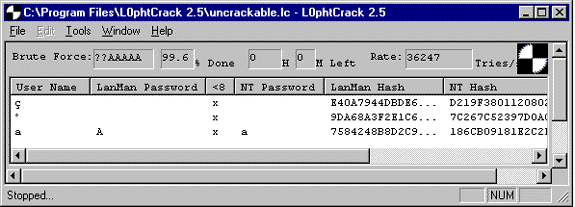 C:\Program Files\L0phtCrack 2.5\uncrackable.lc - L0phtCrack 2.5
File Edit Tools Window Help
Brute Force: ??AAAAA 99.6 % Done 0 H 0 M Left Rate: 36247 Tries/s
User Name LanMan Password <8 NT Password LanMan Hash NT Hash
ç x E40A7944DBDE6... D219F3801120802
x 9DA68A3F2E1C6... 7C267C52397D0A0
a A x a 7584248B8D2C9... 186CB09181E2C2
Stopped... NUM